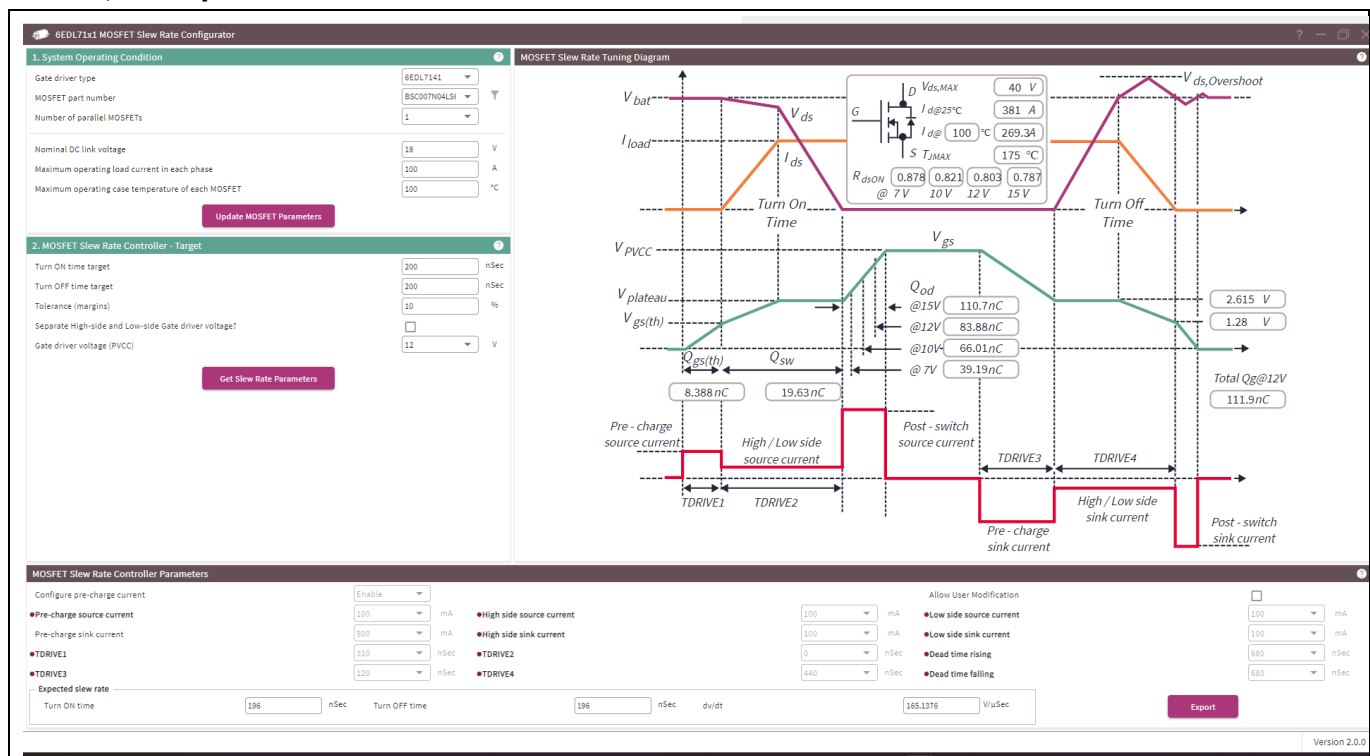 6EDL71x1 MOSFET Slew Rate Configurator
1. System Operating Condition
Gate driver type 6EDL7141
MOSFET part number BSC007N04LS6
Number of parallel MOSFETs 1
Nominal DC link voltage 18 V
Maximum operating load current in each phase 100 A
Maximum operating case temperature of each MOSFET 100 °C
Update MOSFET Parameters
2. MOSFET Slew Rate Controller - Target
Turn ON time target 200 nSec
Turn OFF time target 200 nSec
Tolerance (margins) 10 %
Separate High-side and Low-side Gate driver voltage?
Gate driver voltage (PVCC) 12 V
Get Slew Rate Parameters
MOSFET Slew Rate Tuning Diagram
V bat
V ds
I load
I ds
G
D
S
Vds,MAX 40 V
I d@25°C 381 A
I d@ 100 °C 269.3A
TJMAX 175 °C
R dsON 0.878 0.821 0.803 0.787
@ 7 V 10 V 12 V 15 V
V ds,Overshoot
Turn On
Time
Turn Off
Time
V PVCC
V gs
V plateau
V gs(th)
Qod
@15V 110.7nC
@12V 83.88nC
@10V 66.01nC
@ 7V 39.19nC
2.615 V
1.28 V
Qgs(th)
Qsw
8.388nC
19.63nC
Total Qg@12V
111.9nC
Pre - charge
source current
High / Low side
source current
Post - switch
source current
TDRIVE1
TDRIVE2
TDRIVE3
TDRIVE4
Pre - charge
sink current
High / Low side
sink current
Post - switch
sink current
MOSFET Slew Rate Controller Parameters
Configure pre-charge current Enable Allow User Modification
Pre-charge source current 100 mA High side source current 100 mA Low side source current 100 mA
Pre-charge sink current 500 mA High side sink current 100 mA Low side sink current 100 mA
TDRIVE1 310 nSec TDRIVE2 0 nSec Dead time rising 680 nSec
TDRIVE3 120 nSec TDRIVE4 440 nSec Dead time falling 680 nSec
Expected slew rate
Turn ON time 196 nSec Turn OFF time 196 nSec dv/dt 165.1376 V/µSec
Export
Version 2.0.0